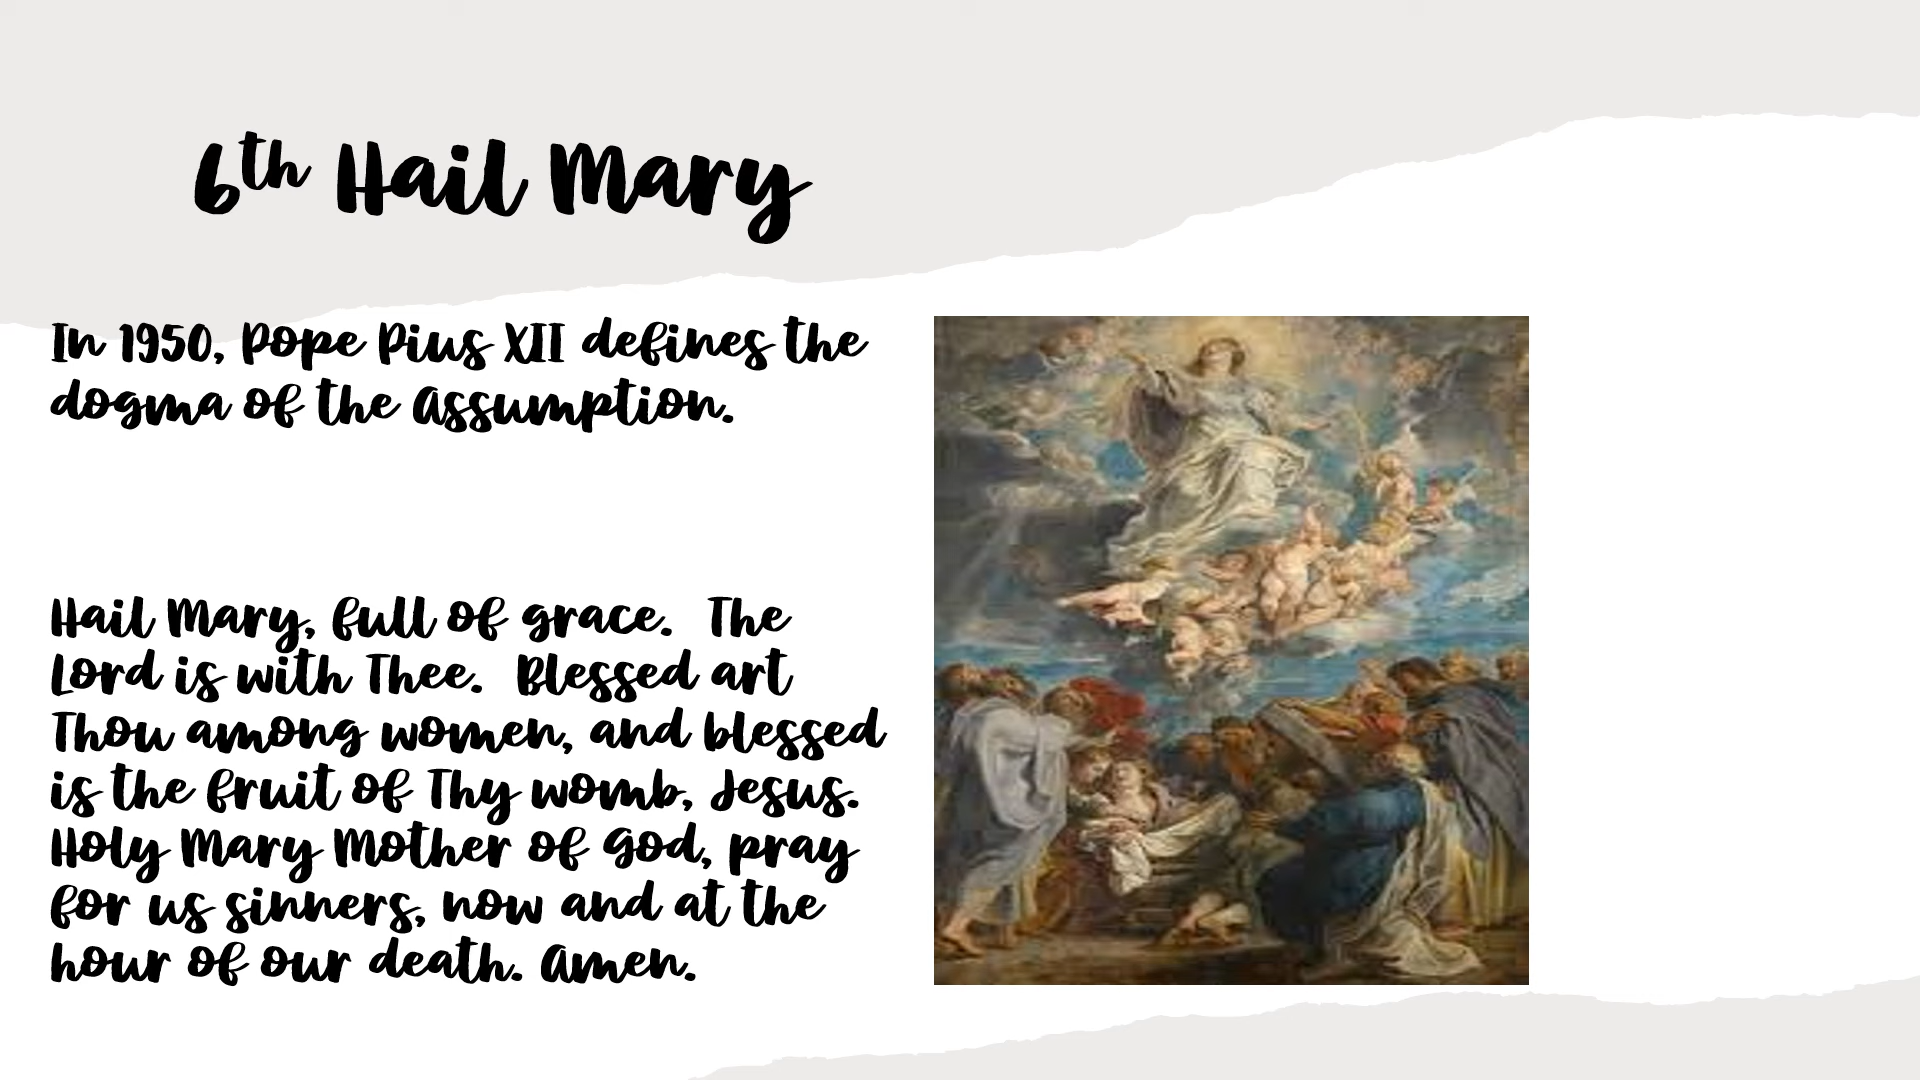 6th Hail Mary
In 1950, Pope Pius XII defines the
dogma of the Assumption.
Hail Mary, full of grace.  The
Lord is with Thee.  Blessed art
Thou among women, and blessed
is the fruit of Thy womb, Jesus.
Holy Mary Mother of God, pray
for us sinners, now and at the
hour of our death. Amen.